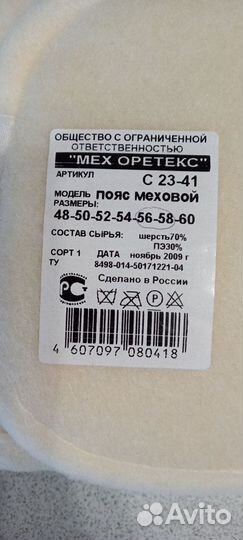 ОБЩЕСТВО С ОГРАНИЧЕННОЙ
ОТВЕТСТВЕННОСТЬЮ
"МЕХ ОРЕТЕКС"
АРТИКУЛ С 23-41
МОДЕЛЬ ПОЯС МЕХОВОЙ
РАЗМЕРЫ:
48-50-52-54-56-58-60
СОСТАВ СЫРЬЯ: шерсть70%
ПЭ30%
СОРТ 1 ДАТА ноябрь 2009 г
ТУ 8498-014-50171221-04
Сделано в России
РСТ
P A
4 607097 080418
Avito